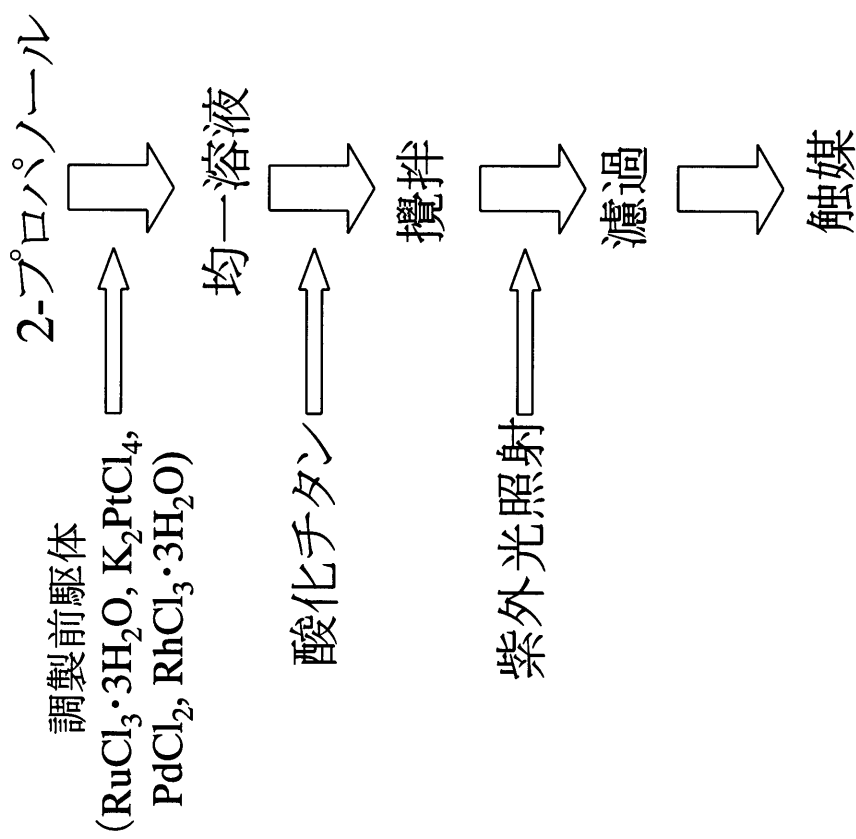 2-プロパノール
調製前駆体
(RuCl₃·3H₂O, K₂PtCl₄,
PdCl₂, RhCl₃·3H₂O)
均一溶液
酸化チタン
攪拌
紫外光照射
濾過
触媒